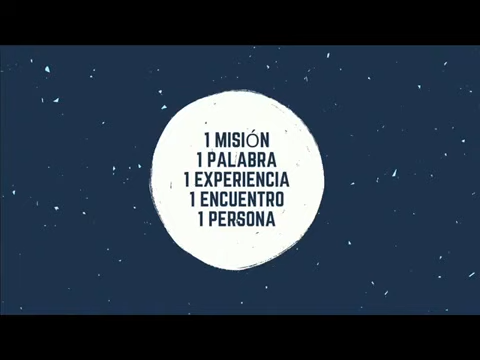 1 MISIÓN
1 PALABRA
1 EXPERIENCIA
1 ENCUENTRO
1 PERSONA